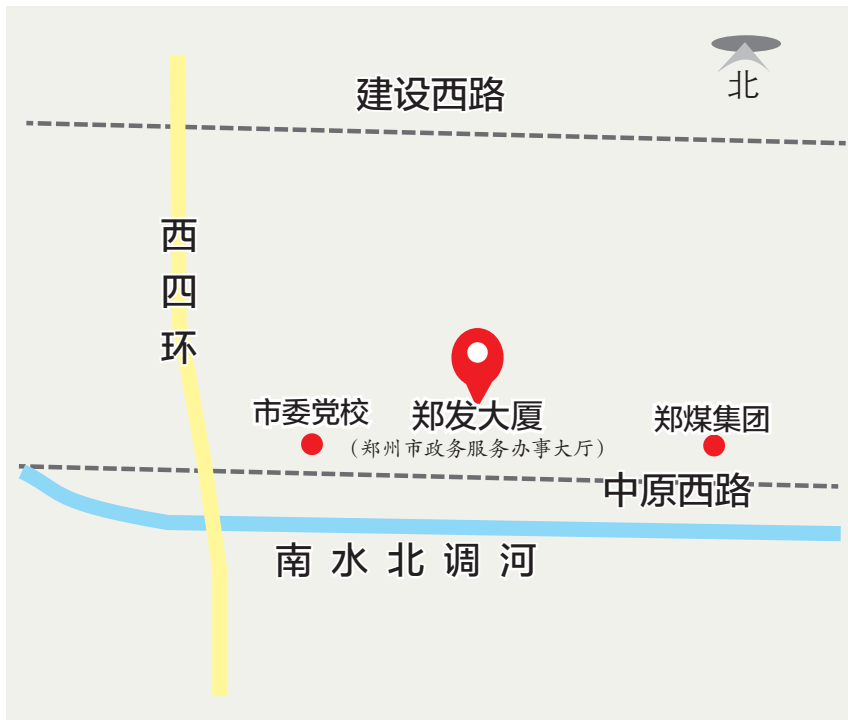 北
建设西路
西四环
市委党校
郑发大厦
(郑州市政务服务办事大厅)
郑煤集团
中原西路
南水北调河